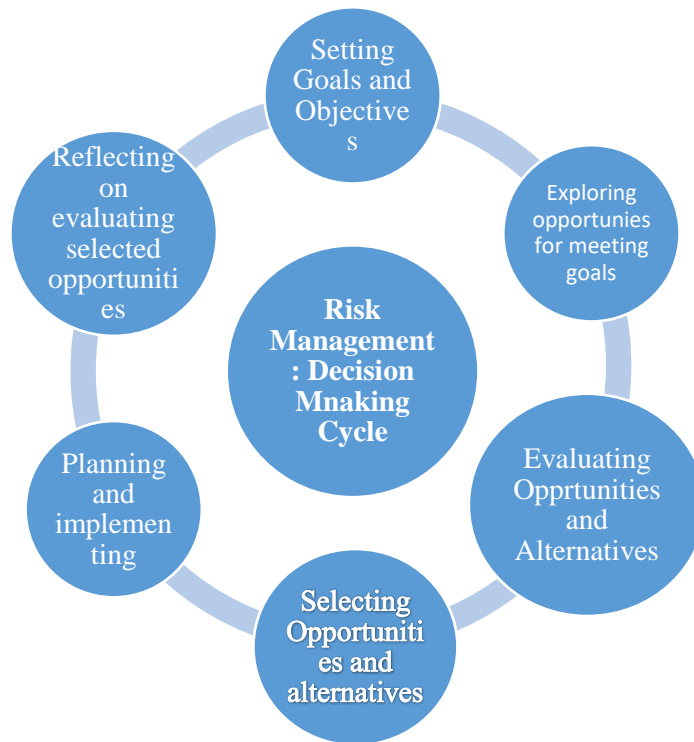 Setting
Goals and
Objective
s
Exploring
opportunies
for meeting
goals
Evaluating
Opprtunities
and
Alternatives
Selecting
Opportuniti
es and
alternatives
Planning
and
implemen
ting
Reflecting
on
evaluating
selected
opportuniti
es
Risk
Management
: Decision
Mnaking
Cycle